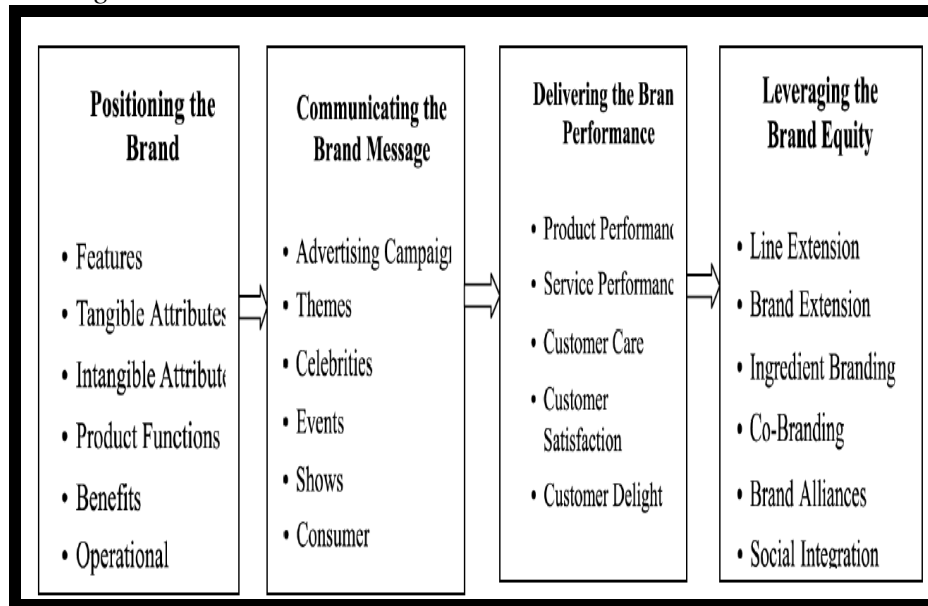 Positioning the
Brand
• Features
• Tangible Attributes
• Intangible Attribute
• Product Functions
• Benefits
• Operational
Communicating the
Brand Message
• Advertising Campaign
• Themes
• Celebrities
• Events
• Shows
• Consumer
Delivering the Bran
Performance
• Product Performanc
• Service Performanc
• Customer Care
• Customer
Satisfaction
• Customer Delight
Leveraging the
Brand Equity
• Line Extension
• Brand Extension
• Ingredient Branding
• Co-Branding
• Brand Alliances
• Social Integration